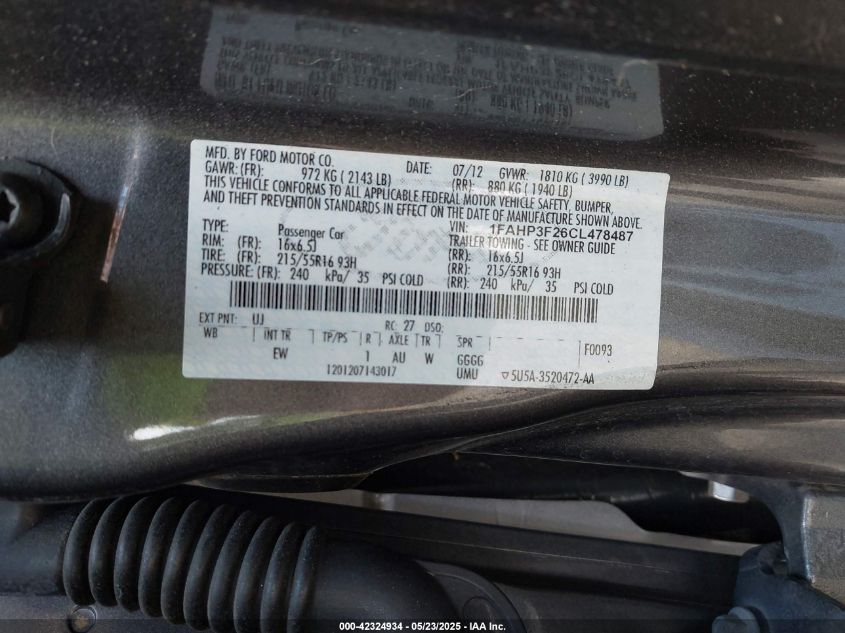 MFD. BY FORD MOTOR CO. DATE: 07/12 GVWR: 1810 KG ( 3990 LB)
GAWR: (FR): 972 KG ( 2143 LB) (RR): 880 KG ( 1940 LB)
THIS VEHICLE CONFORMS TO ALL APPLICABLE FEDERAL MOTOR VEHICLE SAFETY, BUMPER,
AND THEFT PREVENTION STANDARDS IN EFFECT ON THE DATE OF MANUFACTURE SHOWN ABOVE.
VIN: 1FAHP3F26CL478487
TYPE: Passenger Car TRAILER TOWING - SEE OWNER GUIDE
RIM: (FR): 16x6.5J (RR): 16x6.5J
TIRE: (FR): 215/55R16 93H (RR): 215/55R16 93H
PRESSURE: (FR): 240 kPa/ 35 PSI COLD (RR): 240 kPa/ 35 PSI COLD
EXT PNT: UJ RC: 27 DSO:
WB INT TR TP/PS R AXLE TR SPR F0093
EW 1 AU W GGGG
1201207143017 UMU ▽5U5A-3520472-AA
000-42324934 - 05/23/2025 - IAA Inc.